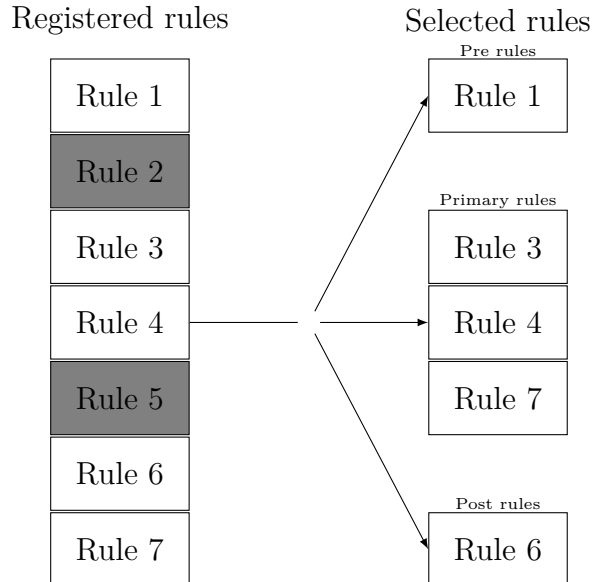 Registered rules
Rule 1
Rule 2
Rule 3
Rule 4
Rule 5
Rule 6
Rule 7
Selected rules
Pre rules
Rule 1
Primary rules
Rule 3
Rule 4
Rule 7
Post rules
Rule 6